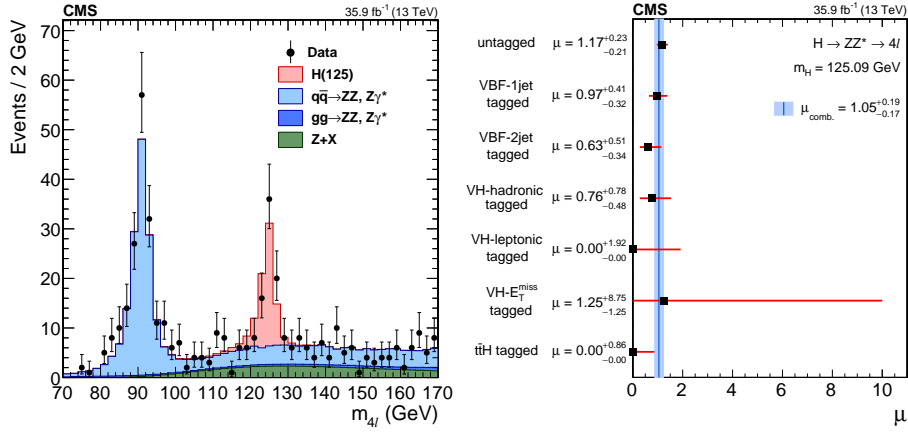 CMS 35.9 fb⁻¹ (13 TeV)
Events / 2 GeV
70
60
50
40
30
20
10
0
Data
H(125)
qq̅→ZZ, Zγ*
gg→ZZ, Zγ*
Z+X
70 80 90 100 110 120 130 140 150 160 170
m₄ₗ (GeV)
CMS 35.9 fb⁻¹ (13 TeV)
H → ZZ* → 4l
m_H = 125.09 GeV
μ_comb. = 1.05 +0.19 −0.17
untagged μ = 1.17 +0.23 −0.21
VBF-1jet
tagged μ = 0.97 +0.41 −0.32
VBF-2jet
tagged μ = 0.63 +0.51 −0.34
VH-hadronic
tagged μ = 0.76 +0.78 −0.48
VH-leptonic
tagged μ = 0.00 +1.92 −0.00
VH-E_T^miss
tagged μ = 1.25 +8.75 −1.25
tt̅H tagged μ = 0.00 +0.86 −0.00
0 2 4 6 8 10
μ